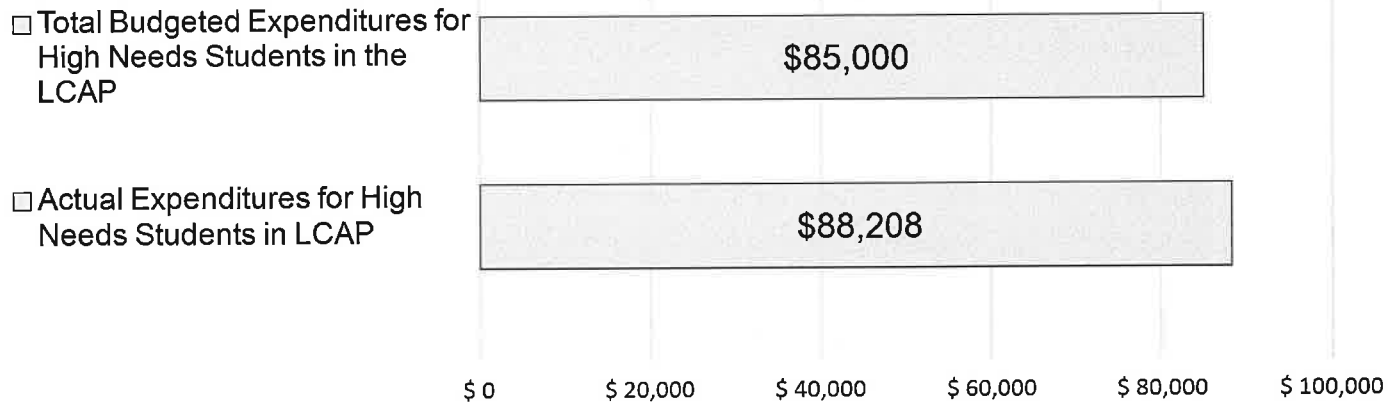 Total Budgeted Expenditures for
High Needs Students in the
LCAP
$85,000
Actual Expenditures for High
Needs Students in LCAP
$88,208
$ 0 $ 20,000 $ 40,000 $ 60,000 $ 80,000 $ 100,000